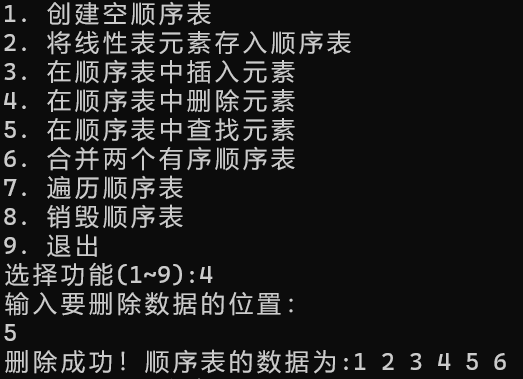 1. 创建空顺序表
2. 将线性表元素存入顺序表
3. 在顺序表中插入元素
4. 在顺序表中删除元素
5. 在顺序表中查找元素
6. 合并两个有序顺序表
7. 遍历顺序表
8. 销毁顺序表
9. 退出
选择功能(1~9):4
输入要删除数据的位置:
5
删除成功! 顺序表的数据为:1 2 3 4 5 6